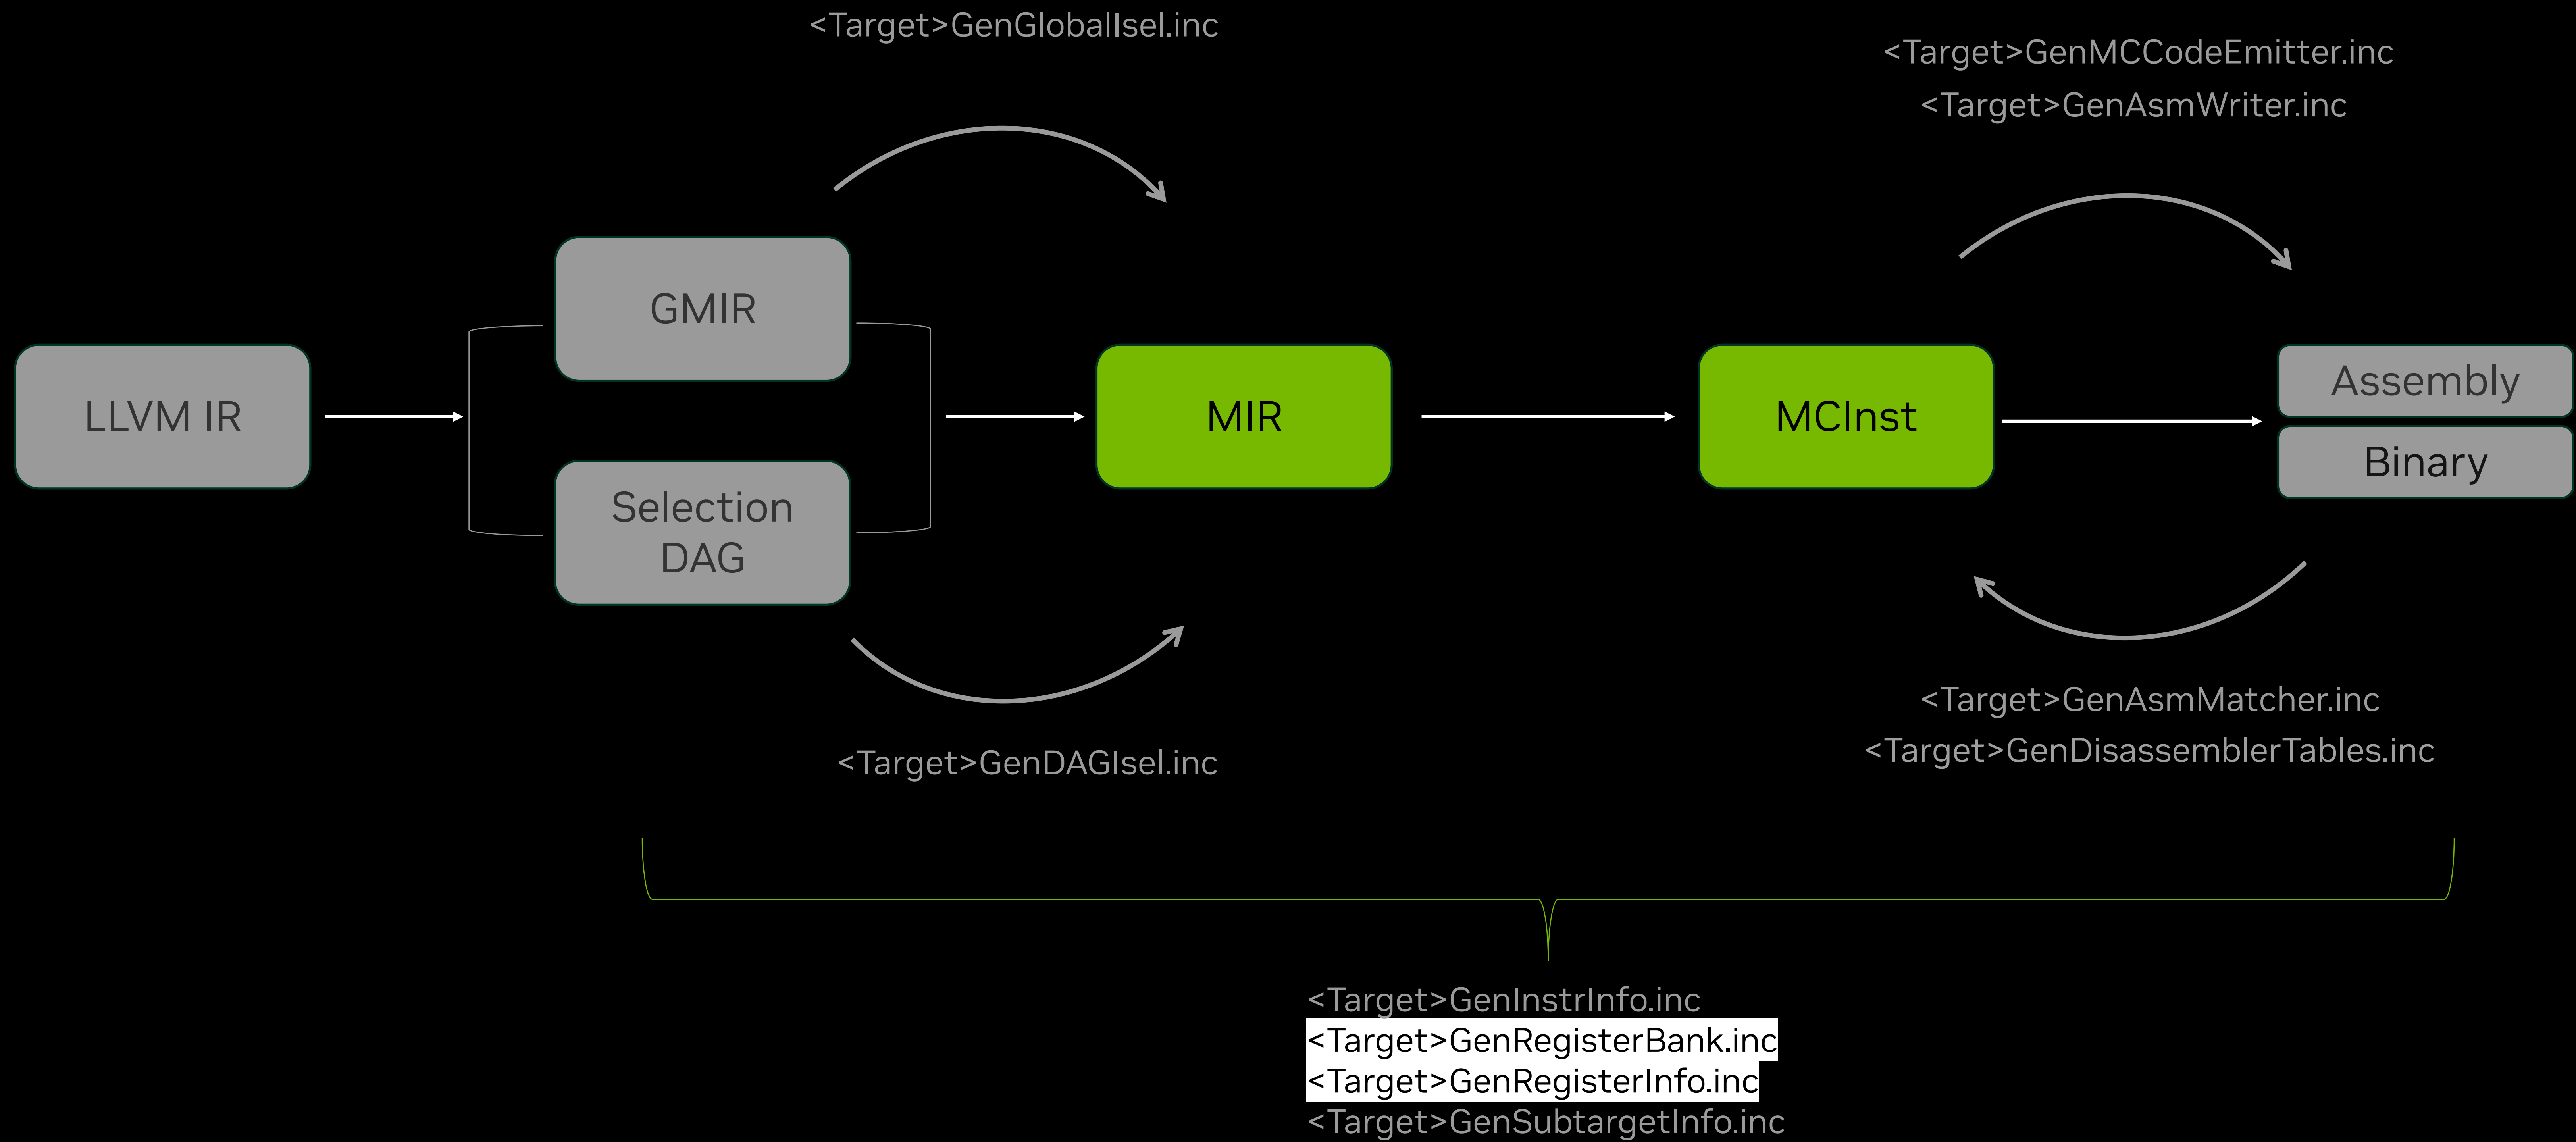 <Target>GenGlobalIsel.inc
<Target>GenMCCodeEmitter.inc
<Target>GenAsmWriter.inc
GMIR
LLVM IR
MIR
MCInst
Assembly
Binary
Selection
DAG
<Target>GenDAGIsel.inc
<Target>GenAsmMatcher.inc
<Target>GenDisassemblerTables.inc
<Target>GenInstrInfo.inc
<Target>GenRegisterBank.inc
<Target>GenRegisterInfo.inc
<Target>GenSubtargetInfo.inc